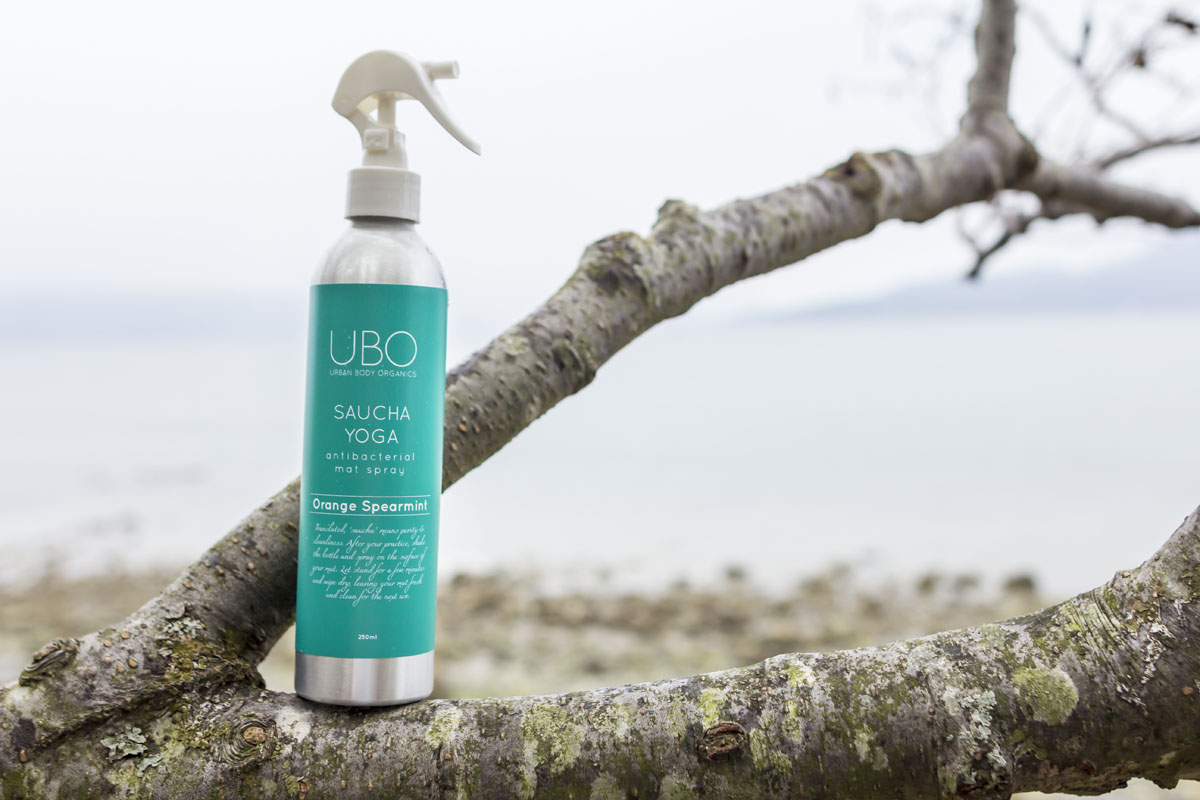 UBO
URBAN BODY ORGANICS
SAUCHA
YOGA
antibacterial
mat spray
Orange Spearmint
Translated, 'saucha' means purity &
cleanliness. After your practice, shake
the bottle and spray on the surface of
your mat. Let stand for a few minutes
and wipe dry, leaving your mat fresh
and clean for the next use.
250ml